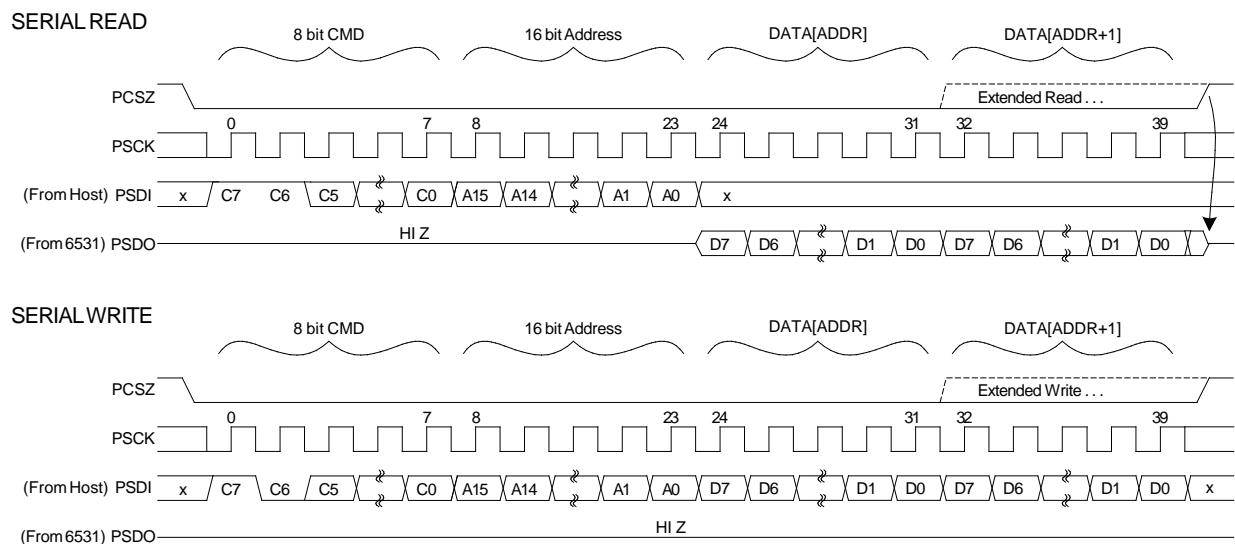 SERIAL READ
8 bit CMD 16 bit Address DATA[ADDR] DATA[ADDR+1]
PCSZ Extended Read . . .
0 7 8 23 24 31 32 39
PSCK
(From Host) PSDI x C7 C6 C5 C0 A15 A14 A1 A0 x
HI Z
(From 6531) PSDO D7 D6 D1 D0 D7 D6 D1 D0
SERIAL WRITE
8 bit CMD 16 bit Address DATA[ADDR] DATA[ADDR+1]
PCSZ Extended Write . . .
0 7 8 23 24 31 32 39
PSCK
(From Host) PSDI x C7 C6 C5 C0 A15 A14 A1 A0 D7 D6 D1 D0 D7 D6 D1 D0 x
HI Z
(From 6531) PSDO